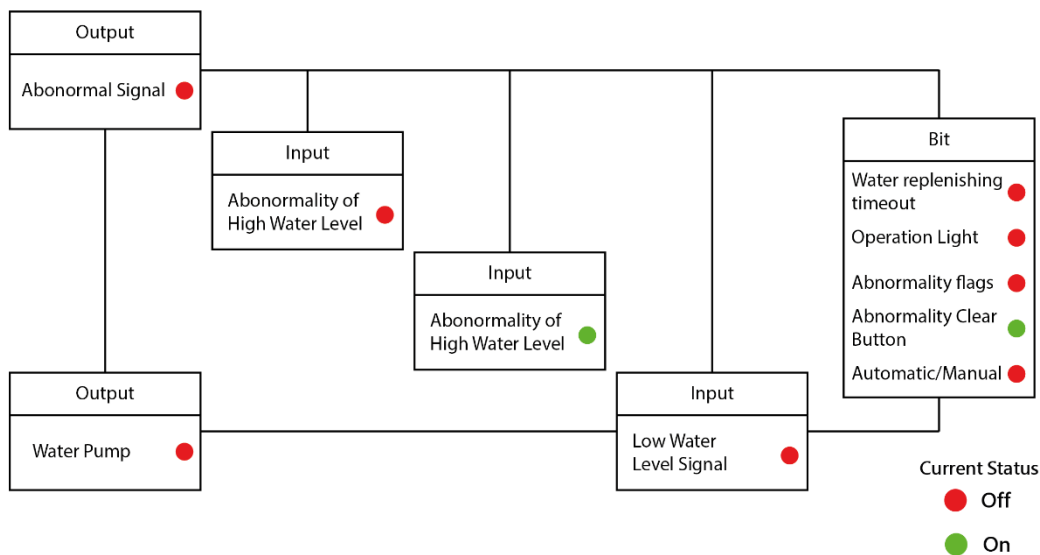 Output
Abonormal Signal
Input
Abonormality of
High Water Level
Input
Abonormality of
High Water Level
Bit
Water replenishing
timeout
Operation Light
Abnormality flags
Abnormality Clear
Button
Automatic/Manual
Output
Water Pump
Input
Low Water
Level Signal
Current Status
Off
On